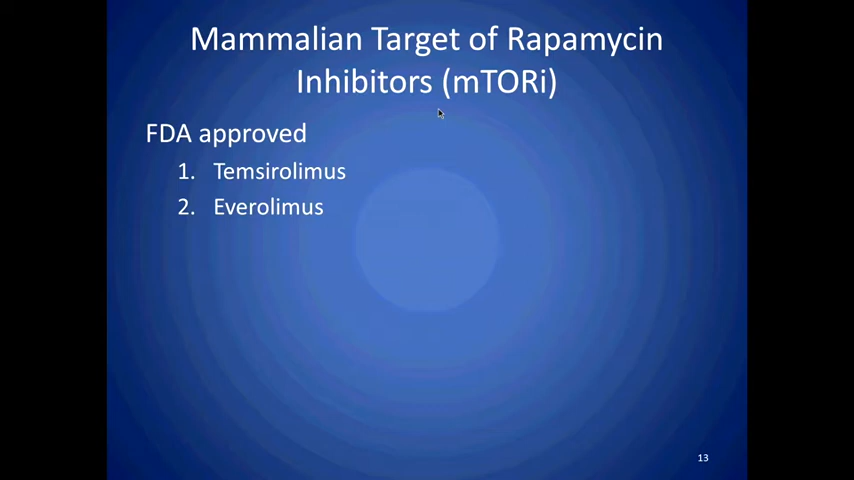 Mammalian Target of Rapamycin
Inhibitors (mTORi)
FDA approved
1. Temsirolimus
2. Everolimus
13